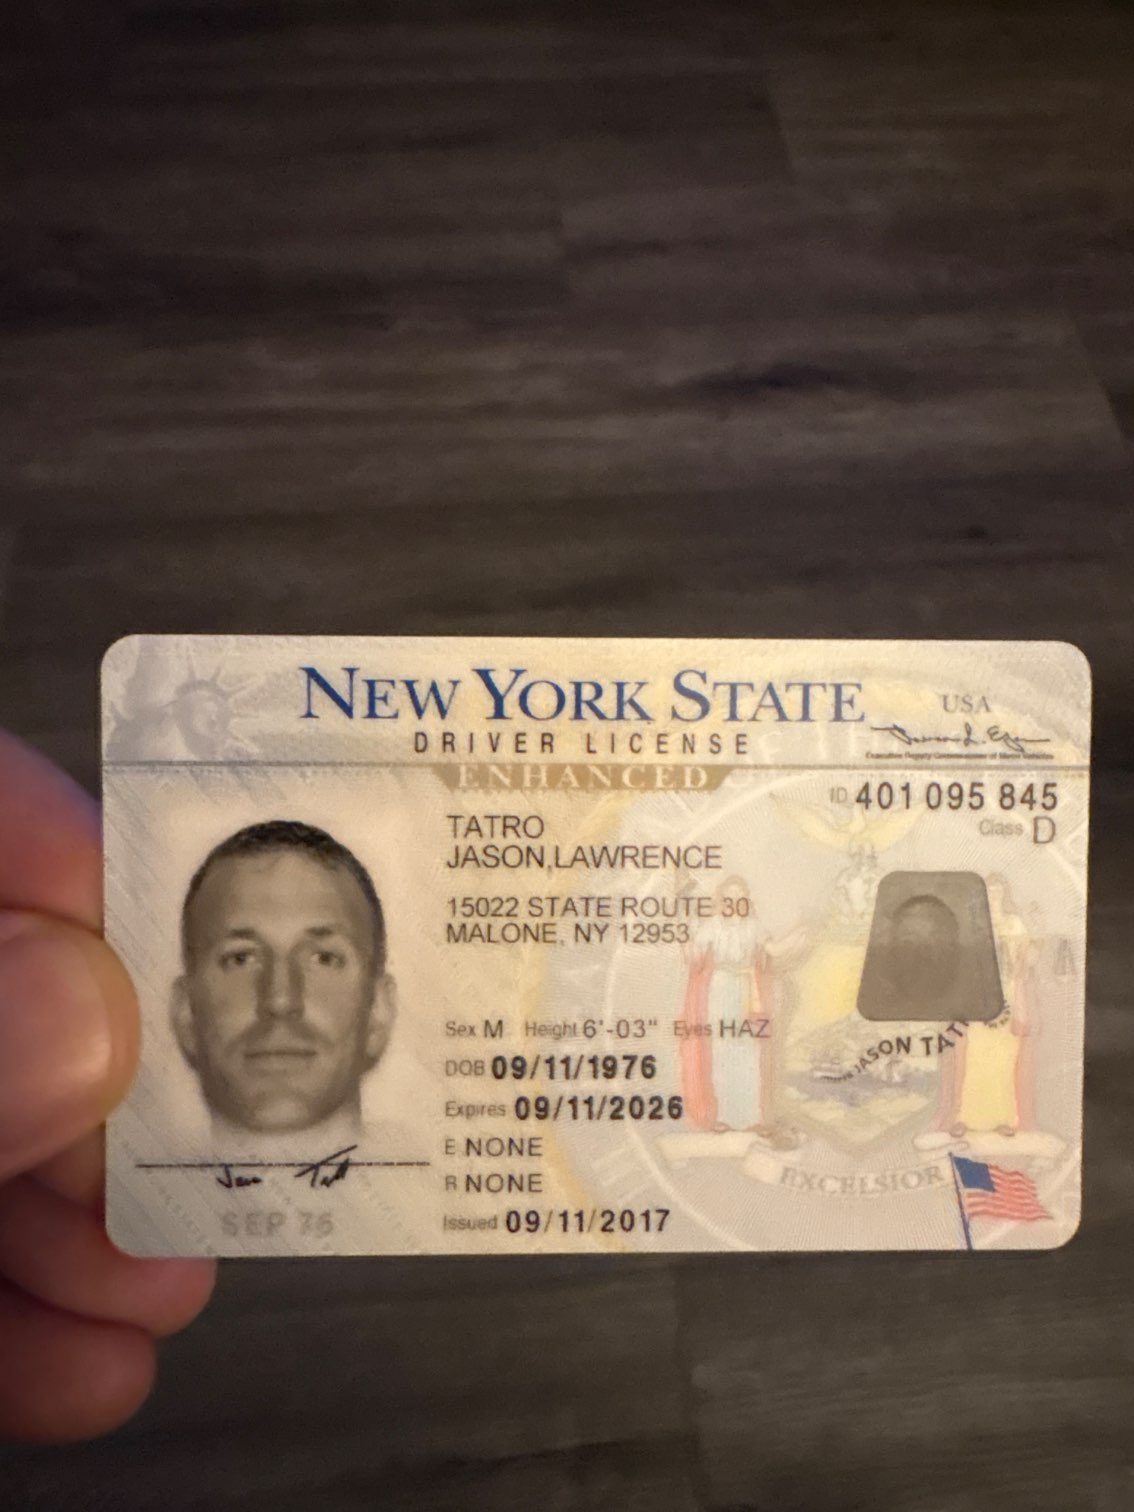 NEW YORK STATE
USA
DRIVER LICENSE
ENHANCED
ID 401 095 845
Class D
TATRO
JASON,LAWRENCE
15022 STATE ROUTE 30
MALONE, NY 12953
Sex M Height 6'-03" Eyes HAZ
DOB 09/11/1976
JASON TAT
Expires 09/11/2026
E NONE
EXCELSIOR
R NONE
Issued 09/11/2017
SEP 76